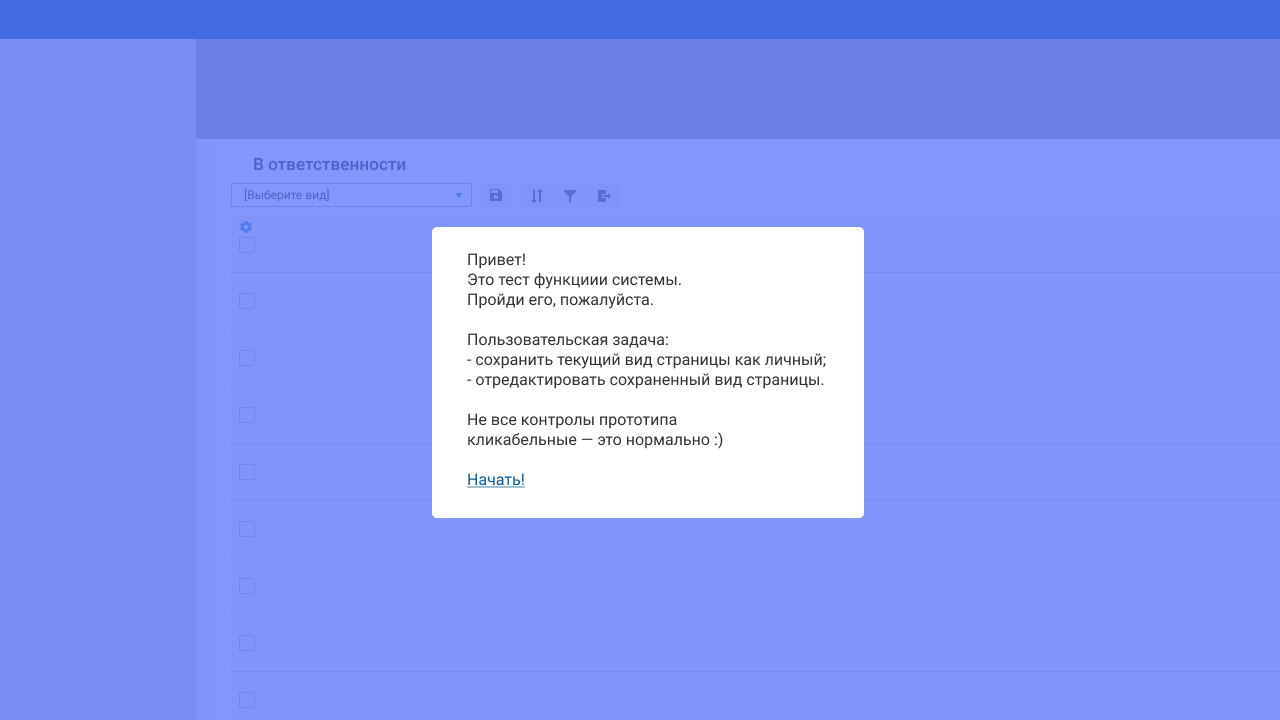 В ответственности
[Выберите вид]
Привет!
Это тест функциии системы.
Пройди его, пожалуйста.
Пользовательская задача:
- сохранить текущий вид страницы как личный;
- отредактировать сохраненный вид страницы.
Не все контролы прототипа
кликабельные — это нормально :)
Начать!